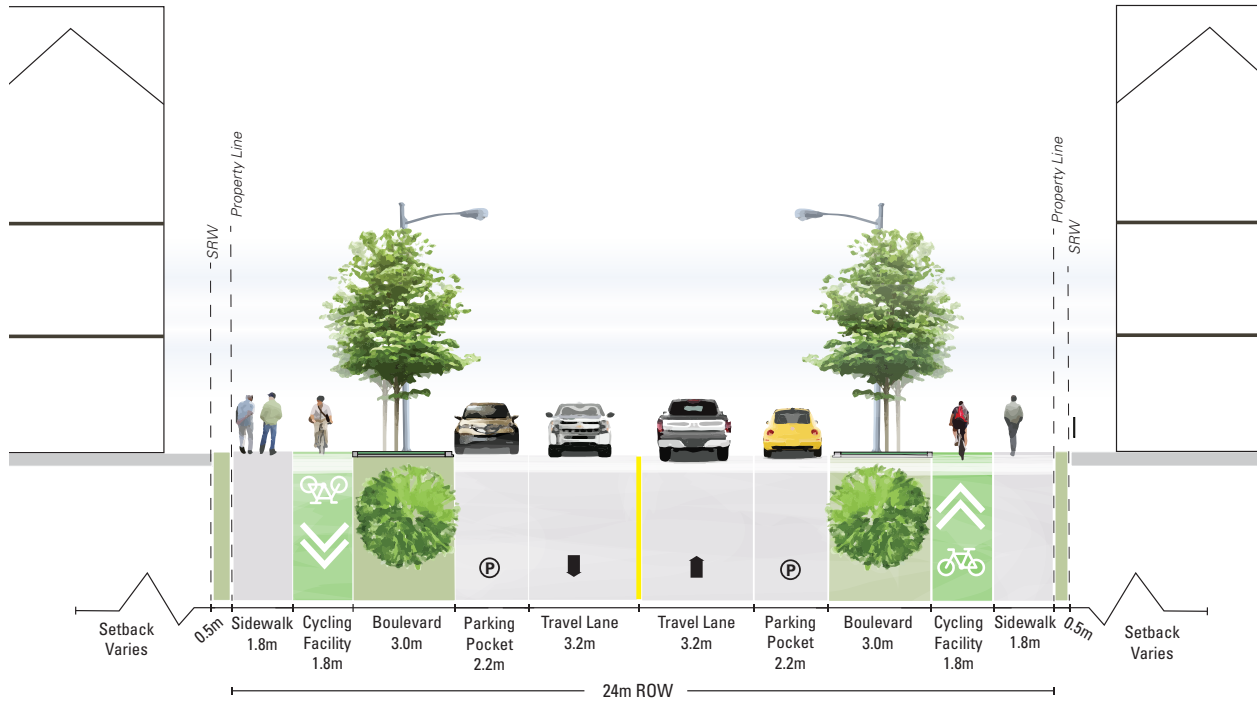 SRW
Property Line
Property Line
SRW
P
P
Setback
Varies
0.5m
Sidewalk
1.8m
Cycling
Facility
1.8m
Boulevard
3.0m
Parking
Pocket
2.2m
Travel Lane
3.2m
Travel Lane
3.2m
Parking
Pocket
2.2m
Boulevard
3.0m
Cycling
Facility
1.8m
Sidewalk
1.8m
0.5m
Setback
Varies
24m ROW